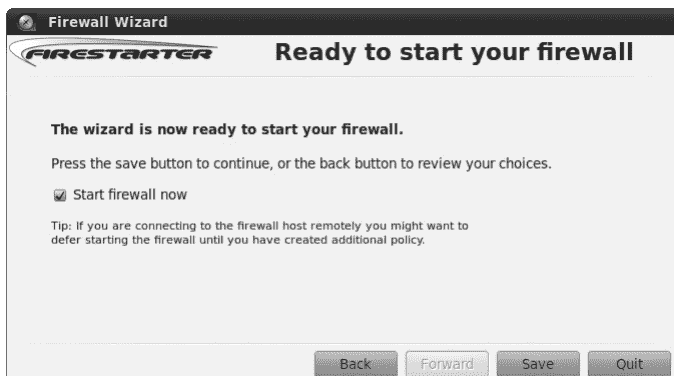 Firewall Wizard
FIRESTARTER
Ready to start your firewall
The wizard is now ready to start your firewall.
Press the save button to continue, or the back button to review your choices.
Start firewall now
Tip: If you are connecting to the firewall host remotely you might want to
defer starting the firewall until you have created additional policy.
Back Forward Save Quit